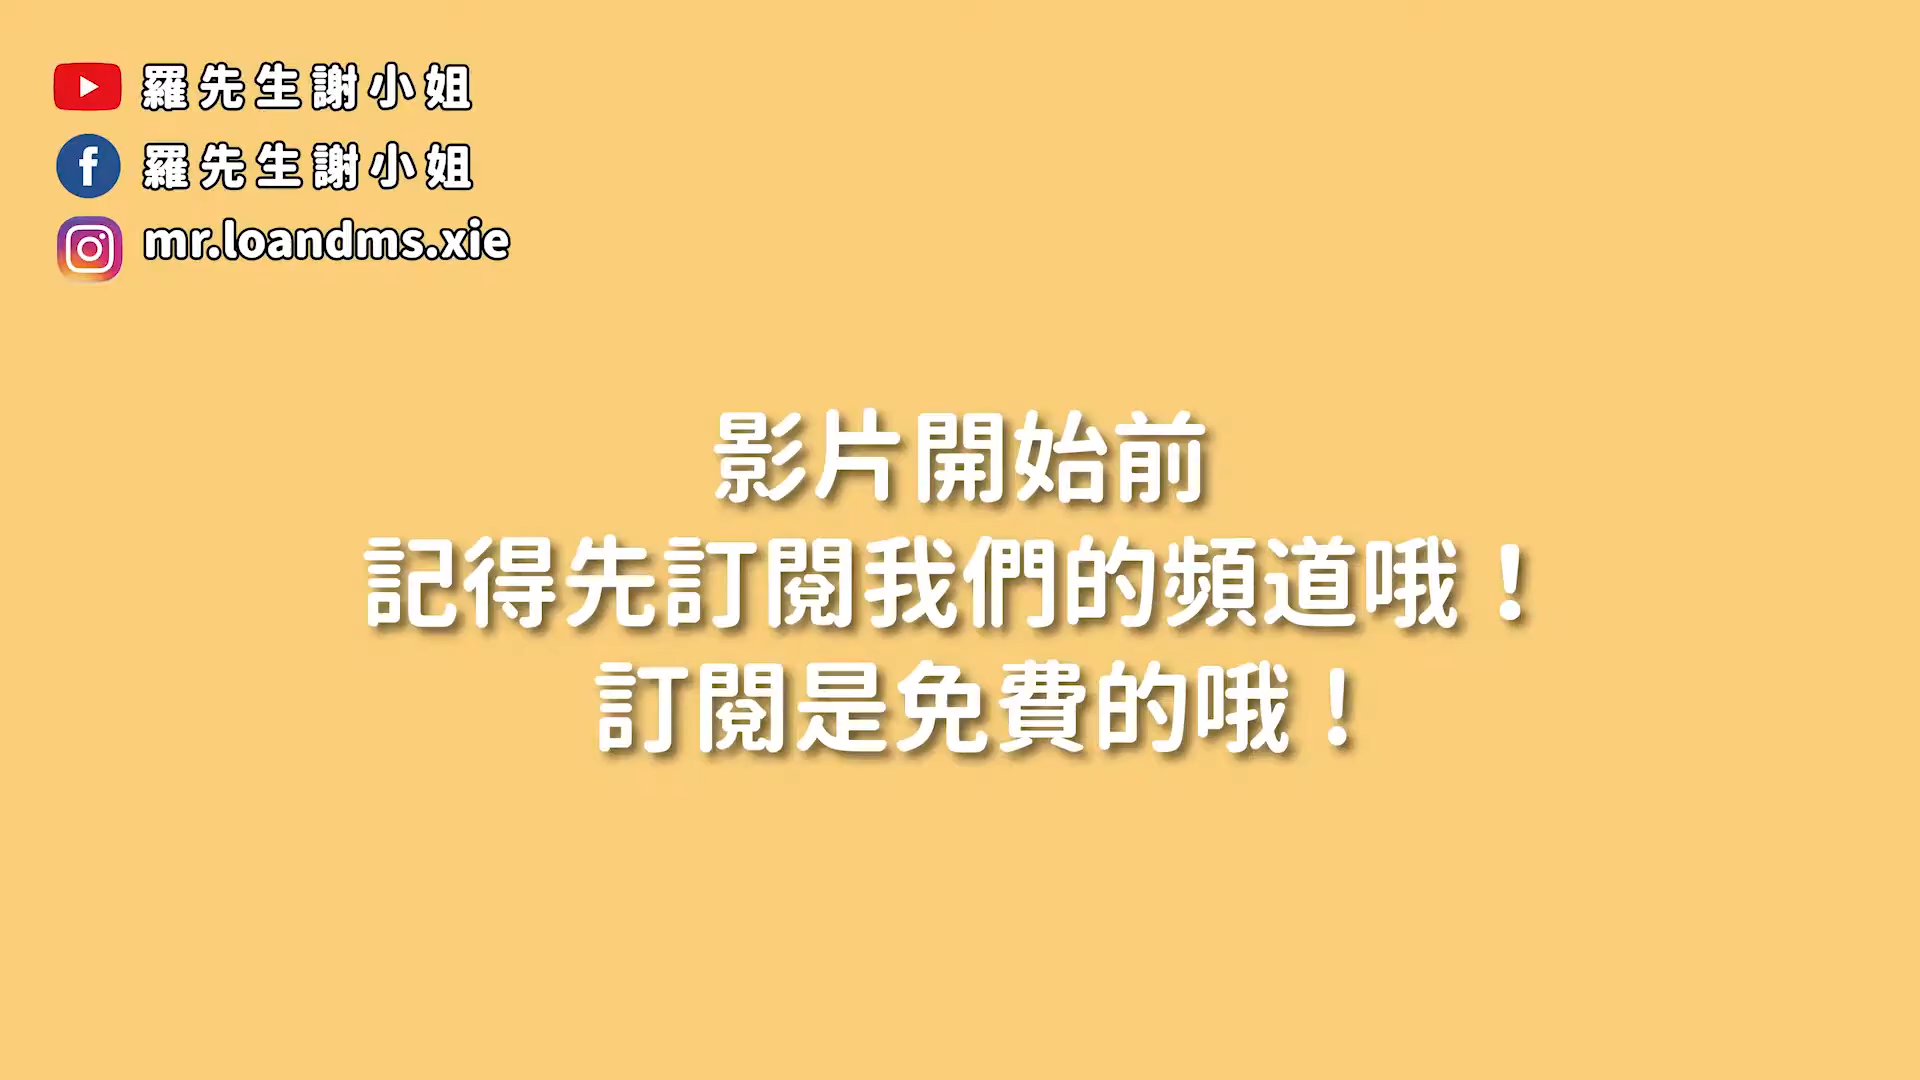 羅先生謝小姐
羅先生謝小姐
mr.loandms.xie
影片開始前
記得先訂閱我們的頻道哦！
訂閱是免費的哦！